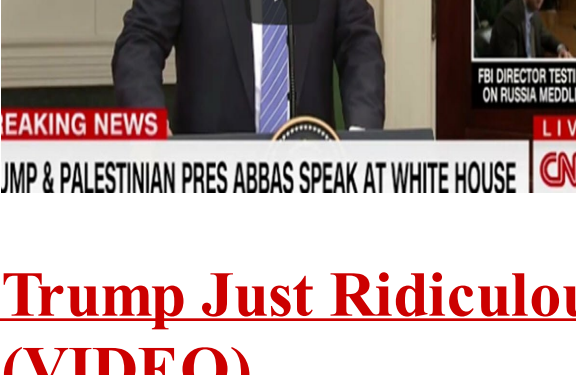 FBI DIRECTOR TESTI
ON RUSSIA MEDDL
REAKING NEWS
LIV
UMP & PALESTINIAN PRES ABBAS SPEAK AT WHITE HOUSE
CN
Trump Just Ridiculou
(VIDEO)